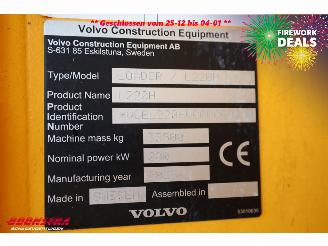 ** Geschlossen vom 25-12 bis 04-01 **
FIREWORK
DEALS
Volvo Construction Equipment
Volvo Construction Equipment AB
S-631 85 Eskilstuna, Sweden
Type/Model LOADER / L220H
Product Name L220H
Product
Identification
Number
Machine mass kg
Nominal power kW
Manufacturing year
Made in SWEDEN Assembled in
CE
VOLVO
SCHAAP